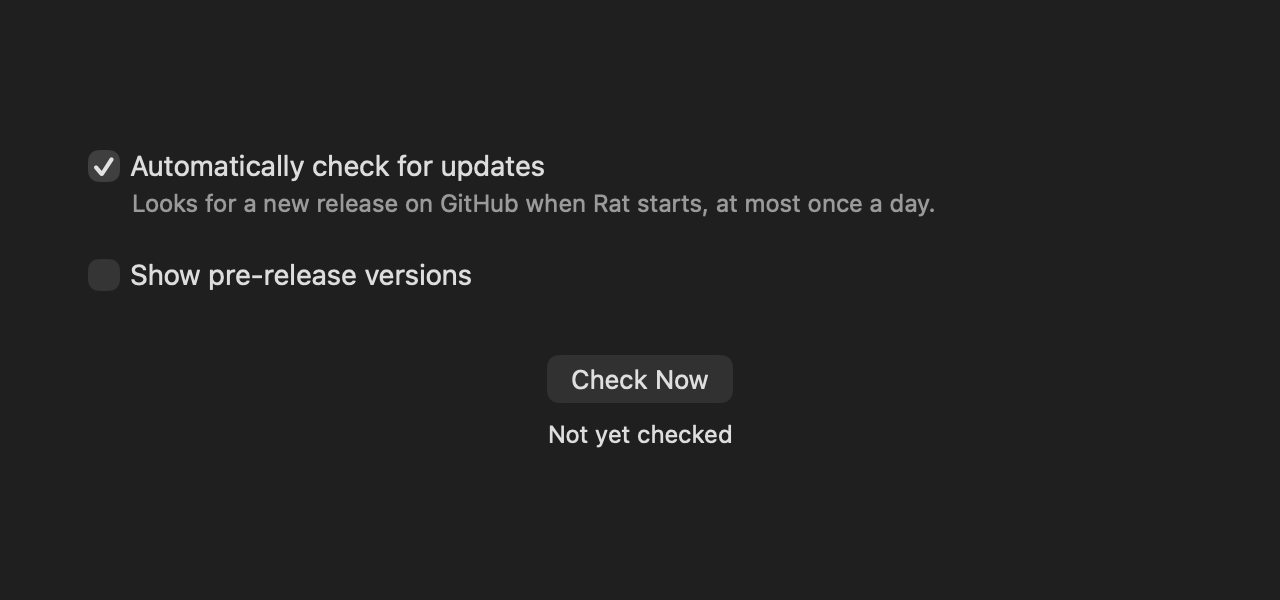 Automatically check for updates
Looks for a new release on GitHub when Rat starts, at most once a day.
Show pre-release versions
Check Now
Not yet checked